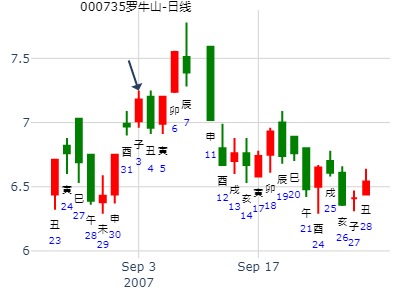 000735罗牛山-日线
7.5
7
6.5
6
丑
23
寅
24
巳
27
午
28
未
29
申
30
酉
31
子
3
丑
4
寅
5
卯
6
辰
7
申
11
酉
12
戌
13
亥
14
寅
17
卯
18
辰
19
巳
20
午
21
酉
24
戌
25
亥
26
子
27
丑
28
Sep 3
2007
Sep 17